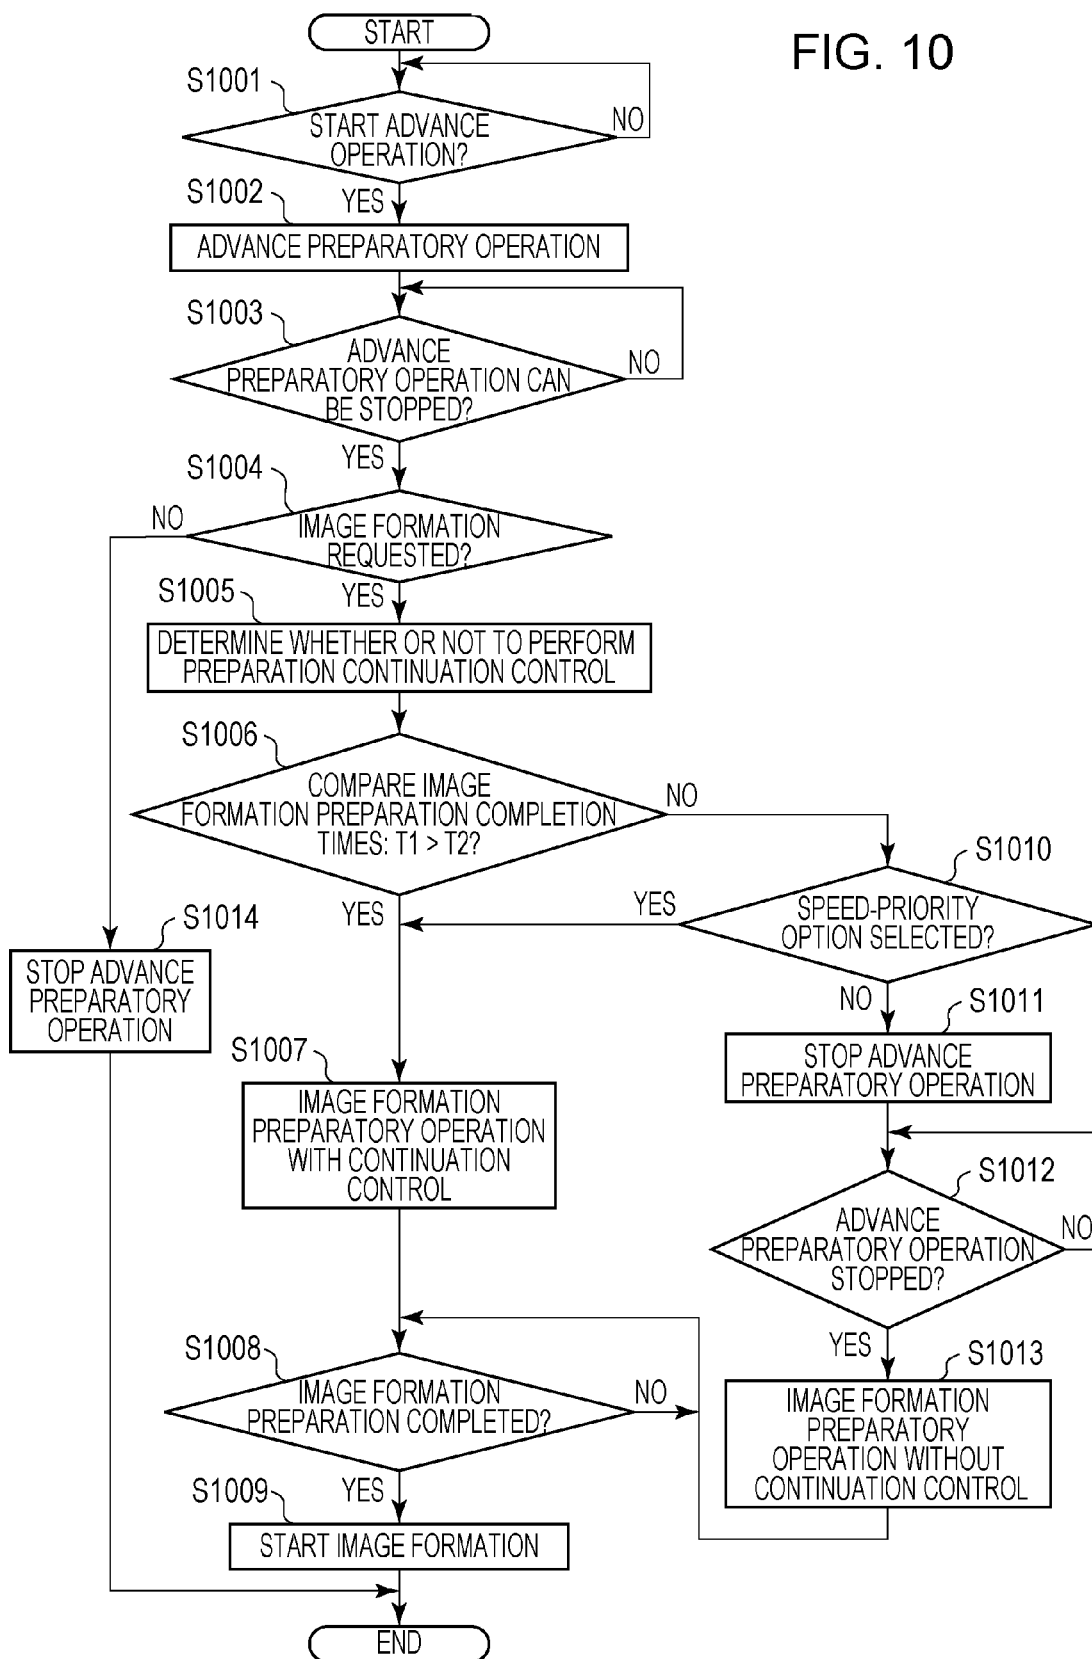 FIG. 10
START
S1001
START ADVANCE
OPERATION?
NO
YES
S1002
ADVANCE PREPARATORY OPERATION
S1003
ADVANCE
PREPARATORY OPERATION CAN
BE STOPPED?
NO
YES
S1004
IMAGE FORMATION
REQUESTED?
NO
YES
S1005
DETERMINE WHETHER OR NOT TO PERFORM
PREPARATION CONTINUATION CONTROL
S1006
COMPARE IMAGE
FORMATION PREPARATION COMPLETION
TIMES: T1 > T2?
NO
YES
S1010
SPEED-PRIORITY
OPTION SELECTED?
YES
NO
S1014
STOP ADVANCE
PREPARATORY
OPERATION
S1011
STOP ADVANCE
PREPARATORY OPERATION
S1007
IMAGE FORMATION
PREPARATORY OPERATION
WITH CONTINUATION
CONTROL
S1012
ADVANCE
PREPARATORY OPERATION
STOPPED?
NO
YES
S1013
IMAGE FORMATION
PREPARATORY
OPERATION WITHOUT
CONTINUATION CONTROL
S1008
IMAGE FORMATION
PREPARATION COMPLETED?
NO
YES
S1009
START IMAGE FORMATION
END